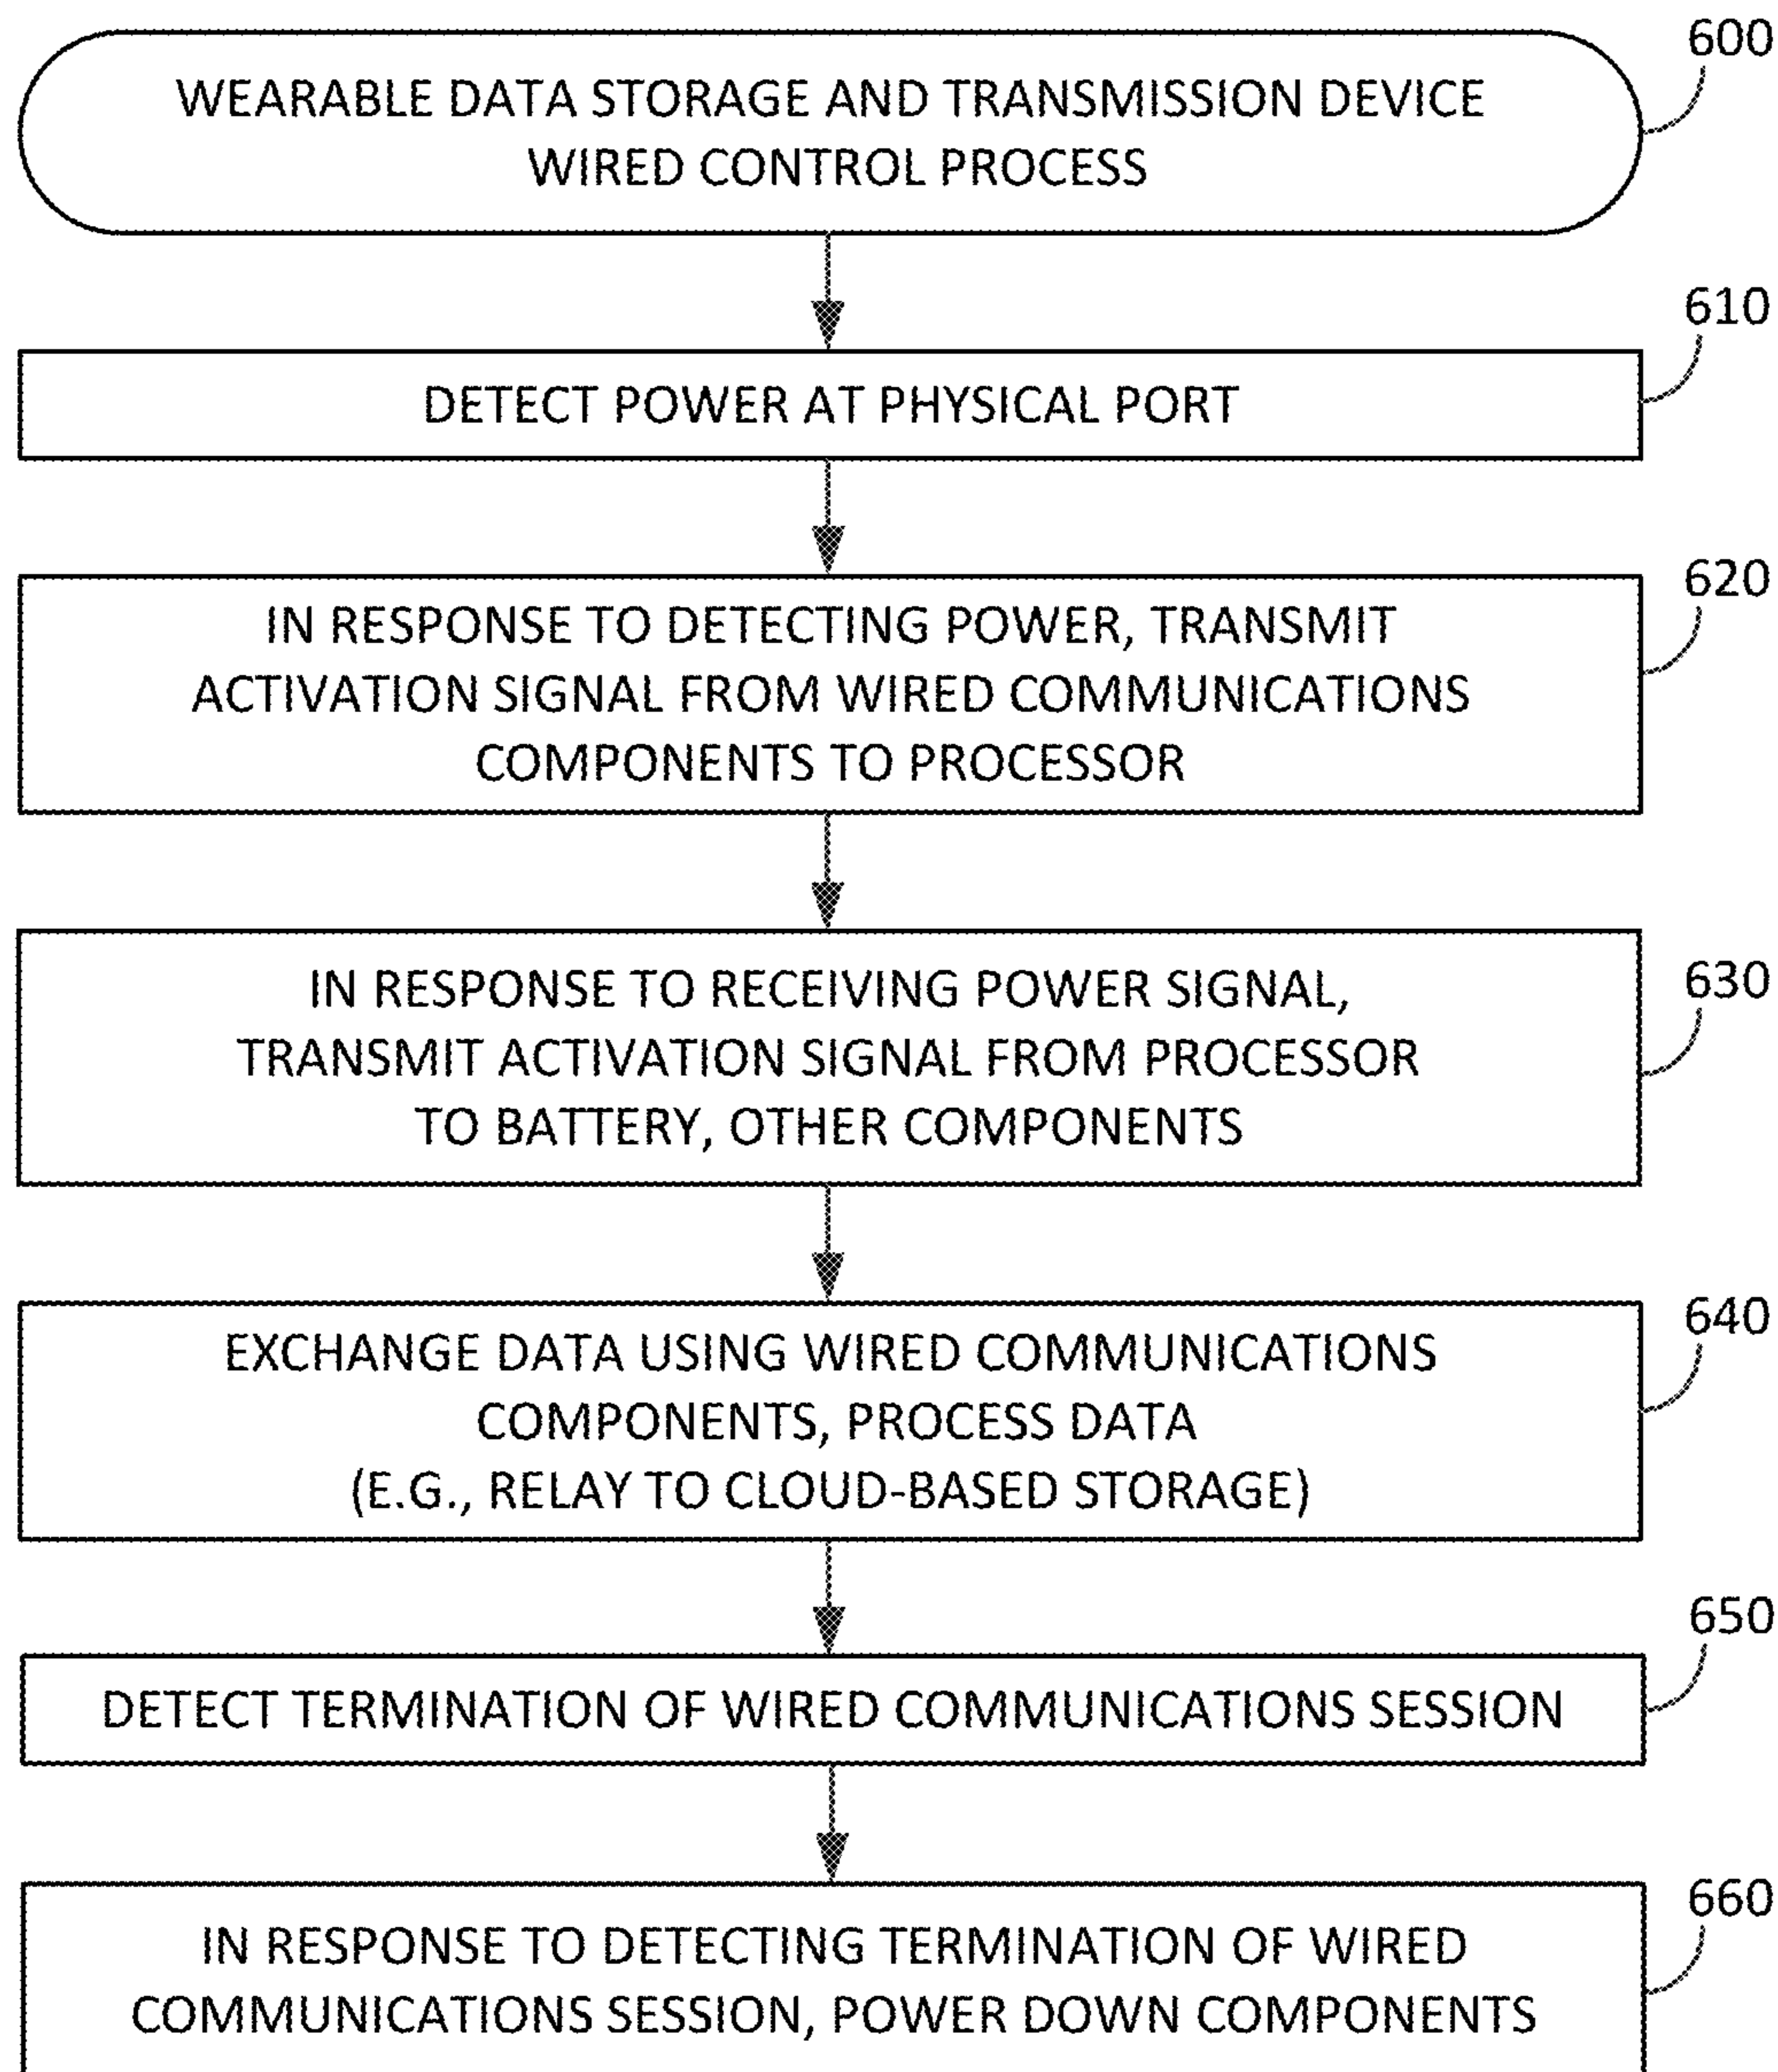 600
WEARABLE DATA STORAGE AND TRANSMISSION DEVICE
WIRED CONTROL PROCESS
610
DETECT POWER AT PHYSICAL PORT
620
IN RESPONSE TO DETECTING POWER, TRANSMIT
ACTIVATION SIGNAL FROM WIRED COMMUNICATIONS
COMPONENTS TO PROCESSOR
630
IN RESPONSE TO RECEIVING POWER SIGNAL,
TRANSMIT ACTIVATION SIGNAL FROM PROCESSOR
TO BATTERY, OTHER COMPONENTS
640
EXCHANGE DATA USING WIRED COMMUNICATIONS
COMPONENTS, PROCESS DATA
(E.G., RELAY TO CLOUD-BASED STORAGE)
650
DETECT TERMINATION OF WIRED COMMUNICATIONS SESSION
660
IN RESPONSE TO DETECTING TERMINATION OF WIRED
COMMUNICATIONS SESSION, POWER DOWN COMPONENTS